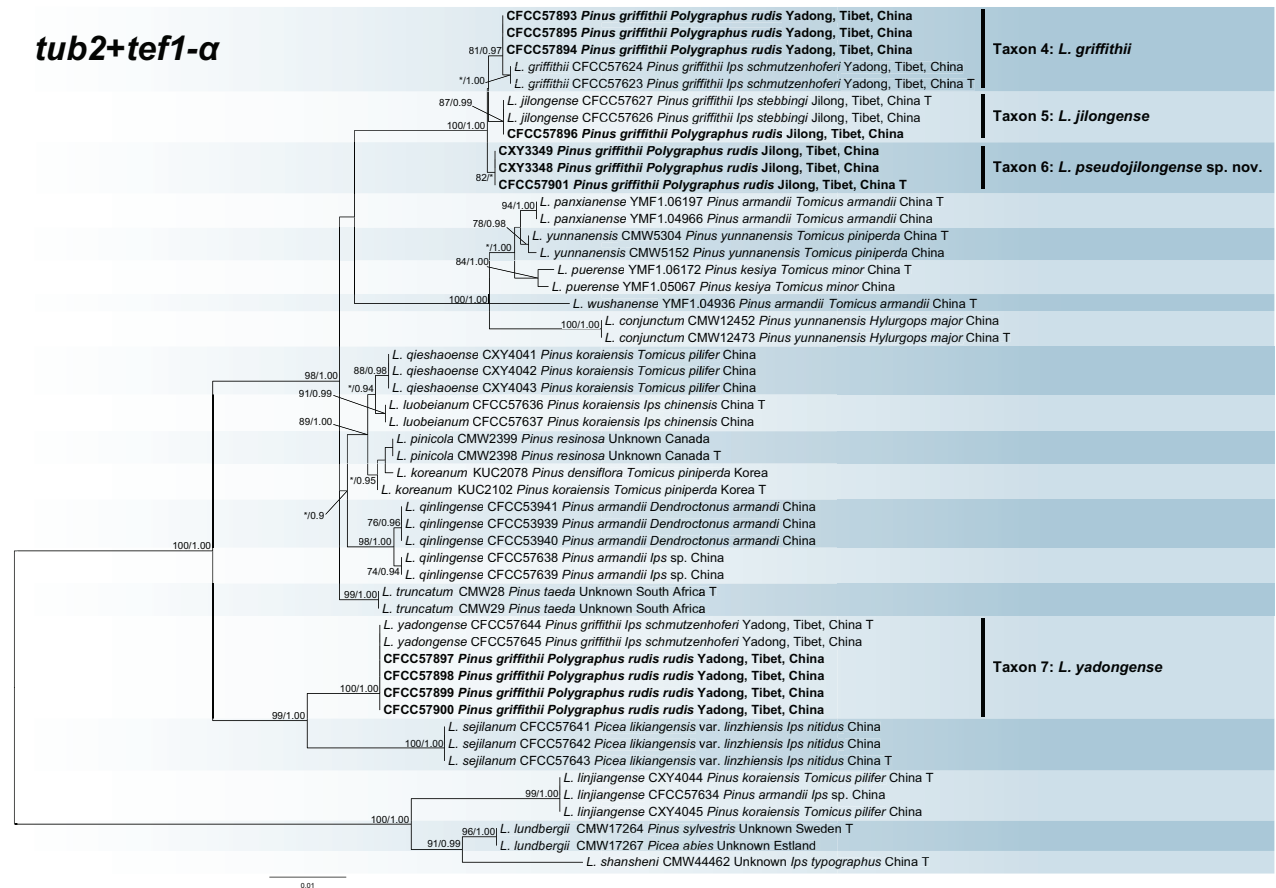 tub2+tef1-α
CFCC57893 Pinus griffithii Polygraphus rudis Yadong, Tibet, China
CFCC57895 Pinus griffithii Polygraphus rudis Yadong, Tibet, China
CFCC57894 Pinus griffithii Polygraphus rudis Yadong, Tibet, China
81/0.97
Taxon 4: L. griffithii
L. griffithii CFCC57624 Pinus griffithii Ips schmutzenhoferi Yadong, Tibet, China
*/1.00
L. griffithii CFCC57623 Pinus griffithii Ips schmutzenhoferi Yadong, Tibet, China T
87/0.99
L. jilongense CFCC57627 Pinus griffithii Ips stebbingi Jilong, Tibet, China T
L. jilongense CFCC57626 Pinus griffithii Ips stebbingi Jilong, Tibet, China
Taxon 5: L. jilongense
100/1.00
CFCC57896 Pinus griffithii Polygraphus rudis Jilong, Tibet, China
CXY3349 Pinus griffithii Polygraphus rudis Jilong, Tibet, China
CXY3348 Pinus griffithii Polygraphus rudis Jilong, Tibet, China
Taxon 6: L. pseudojilongense sp. nov.
82/*
CFCC57901 Pinus griffithii Polygraphus rudis Jilong, Tibet, China T
94/1.00
L. panxianense YMF1.06197 Pinus armandii Tomicus armandii China T
L. panxianense YMF1.04966 Pinus armandii Tomicus armandii China
78/0.98
L. yunnanensis CMW5304 Pinus yunnanensis Tomicus piniperda China T
*/1.00
L. yunnanensis CMW5152 Pinus yunnanensis Tomicus piniperda China
84/1.00
L. puerense YMF1.06172 Pinus kesiya Tomicus minor China T
L. puerense YMF1.05067 Pinus kesiya Tomicus minor China
100/1.00
L. wushanense YMF1.04936 Pinus armandii Tomicus armandii China T
100/1.00
L. conjunctum CMW12452 Pinus yunnanensis Hylurgops major China
L. conjunctum CMW12473 Pinus yunnanensis Hylurgops major China T
L. qieshaoense CXY4041 Pinus koraiensis Tomicus pilifer China
88/0.98
L. qieshaoense CXY4042 Pinus koraiensis Tomicus pilifer China
98/1.00
*/0.94
L. qieshaoense CXY4043 Pinus koraiensis Tomicus pilifer China
91/0.99
L. luobeianum CFCC57636 Pinus koraiensis Ips chinensis China T
89/1.00
L. luobeianum CFCC57637 Pinus koraiensis Ips chinensis China
L. pinicola CMW2399 Pinus resinosa Unknown Canada
L. pinicola CMW2398 Pinus resinosa Unknown Canada T
*/0.95
L. koreanum KUC2078 Pinus densiflora Tomicus piniperda Korea
L. koreanum KUC2102 Pinus koraiensis Tomicus piniperda Korea T
*/0.9
L. qinlingense CFCC53941 Pinus armandii Dendroctonus armandi China
76/0.96
L. qinlingense CFCC53939 Pinus armandii Dendroctonus armandi China
98/1.00
L. qinlingense CFCC53940 Pinus armandii Dendroctonus armandi China
L. qinlingense CFCC57638 Pinus armandii Ips sp. China
74/0.94
L. qinlingense CFCC57639 Pinus armandii Ips sp. China
100/1.00
99/1.00
L. truncatum CMW28 Pinus taeda Unknown South Africa T
L. truncatum CMW29 Pinus taeda Unknown South Africa
L. yadongense CFCC57644 Pinus griffithii Ips schmutzenhoferi Yadong, Tibet, China T
L. yadongense CFCC57645 Pinus griffithii Ips schmutzenhoferi Yadong, Tibet, China
CFCC57897 Pinus griffithii Polygraphus rudis rudis Yadong, Tibet, China
Taxon 7: L. yadongense
CFCC57898 Pinus griffithii Polygraphus rudis rudis Yadong, Tibet, China
100/1.00
CFCC57899 Pinus griffithii Polygraphus rudis rudis Yadong, Tibet, China
CFCC57900 Pinus griffithii Polygraphus rudis rudis Yadong, Tibet, China
99/1.00
L. sejilanum CFCC57641 Picea likiangensis var. linzhiensis Ips nitidus China
100/1.00
L. sejilanum CFCC57642 Picea likiangensis var. linzhiensis Ips nitidus China
L. sejilanum CFCC57643 Picea likiangensis var. linzhiensis Ips nitidus China T
L. linjiangense CXY4044 Pinus koraiensis Tomicus pilifer China T
99/1.00
L. linjiangense CFCC57634 Pinus armandii Ips sp. China
L. linjiangense CXY4045 Pinus koraiensis Tomicus pilifer China
100/1.00
96/1.00
L. lundbergii CMW17264 Pinus sylvestris Unknown Sweden T
91/0.99
L. lundbergii CMW17267 Picea abies Unknown Estland
L. shansheni CMW44462 Unknown Ips typographus China T
0.01